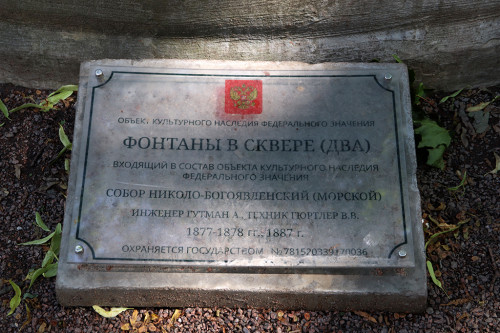 ОБЪЕКТ КУЛЬТУРНОГО НАСЛЕДИЯ ФЕДЕРАЛЬНОГО ЗНАЧЕНИЯ
ФОНТАНЫ В СКВЕРЕ (ДВА)
ВХОДЯЩИЙ В СОСТАВ ОБЪЕКТА КУЛЬТУРНОГО НАСЛЕДИЯ
ФЕДЕРАЛЬНОГО ЗНАЧЕНИЯ
СОБОР НИКОЛО-БОГОЯВЛЕНСКИЙ (МОРСКОЙ)
ИНЖЕНЕР ГУТМАН А., ТЕХНИК ГЮРТЛЕР В.В.
1877-1878 гг.; 1887 г.
ОХРАНЯЕТСЯ ГОСУДАРСТВОМ